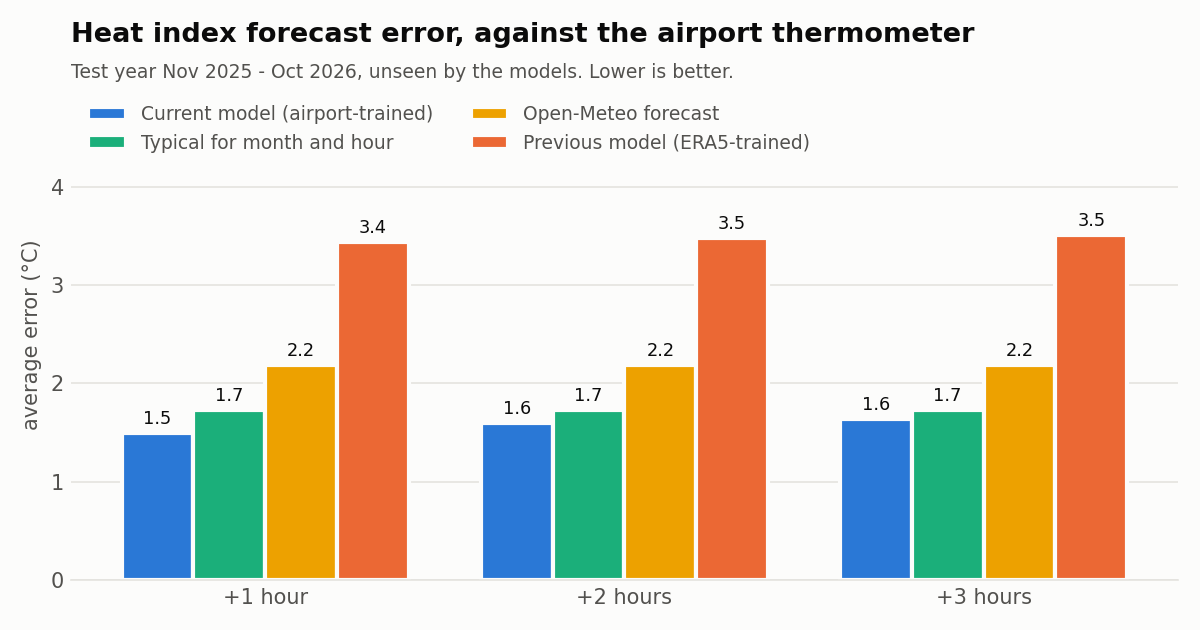 Heat index forecast error, against the airport thermometer
Test year Nov 2025 - Oct 2026, unseen by the models. Lower is better.
Current model (airport-trained)
Typical for month and hour
Open-Meteo forecast
Previous model (ERA5-trained)
average error (°C)
4
3
2
1
0
1.5
1.7
2.2
3.4
1.6
1.7
2.2
3.5
1.6
1.7
2.2
3.5
+1 hour
+2 hours
+3 hours